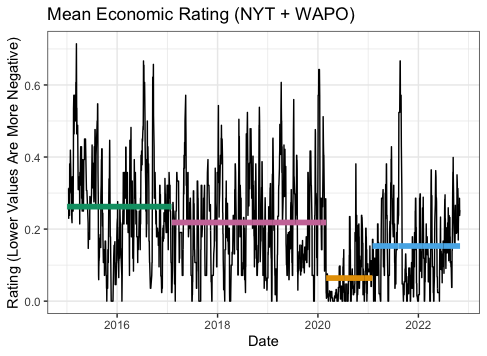 Mean Economic Rating (NYT + WAPO)
Rating (Lower Values Are More Negative)
0.6
0.4
0.2
0.0
2016
2018
2020
2022
Date